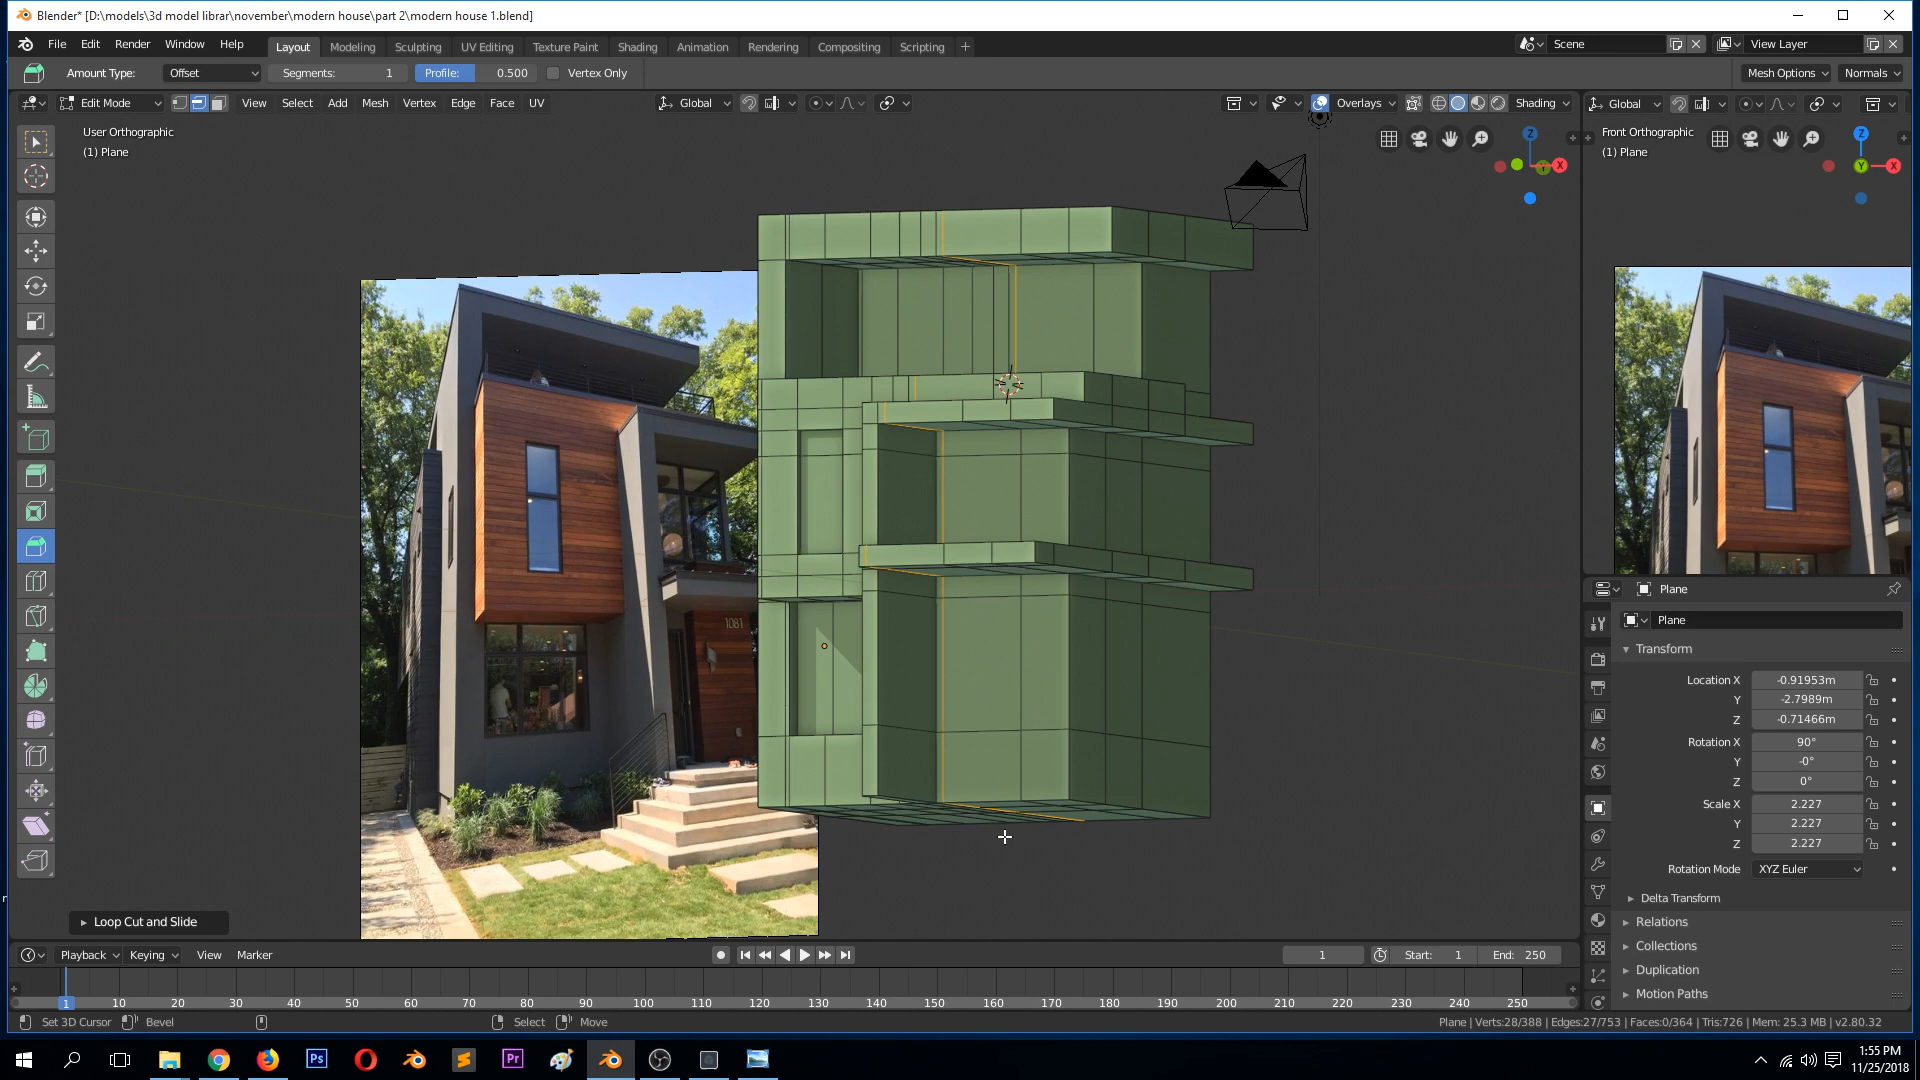 Blender* [D:\models\3d model librar\november\modern house\part 2\modern house 1.blend]
File Edit Render Window Help Layout Modeling Sculpting UV Editing Texture Paint Shading Animation Rendering Compositing Scripting + Scene View Layer
Amount Type: Offset Segments: 1 Profile: 0.500 Vertex Only Mesh Options Normals
Edit Mode View Select Add Mesh Vertex Edge Face UV Global Overlays Shading Global
User Orthographic
(1) Plane
Front Orthographic
(1) Plane
Z
X
Y
Z
Y
X
1081
Plane
Plane
Transform
Location X -0.91953m
Y -2.7989m
Z -0.71466m
Rotation X 90°
Y -0°
Z 0°
Scale X 2.227
Y 2.227
Z 2.227
Rotation Mode XYZ Euler
Delta Transform
Relations
Collections
Duplication
Motion Paths
Loop Cut and Slide
Playback Keying View Marker 1 Start: 1 End: 250
1 10 20 30 40 50 60 70 80 90 100 110 120 130 140 150 160 170 180 190 200 210 220 230 240 250
Set 3D Cursor Bevel Select Move Plane | Verts:28/388 | Edges:27/753 | Faces:0/364 | Tris:726 | Mem: 25.3 MB | v2.80.32
Ps Pr
1:55 PM
11/25/2018